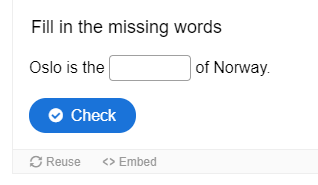 Fill in the missing words
Oslo is the of Norway.
Check
Reuse <> Embed